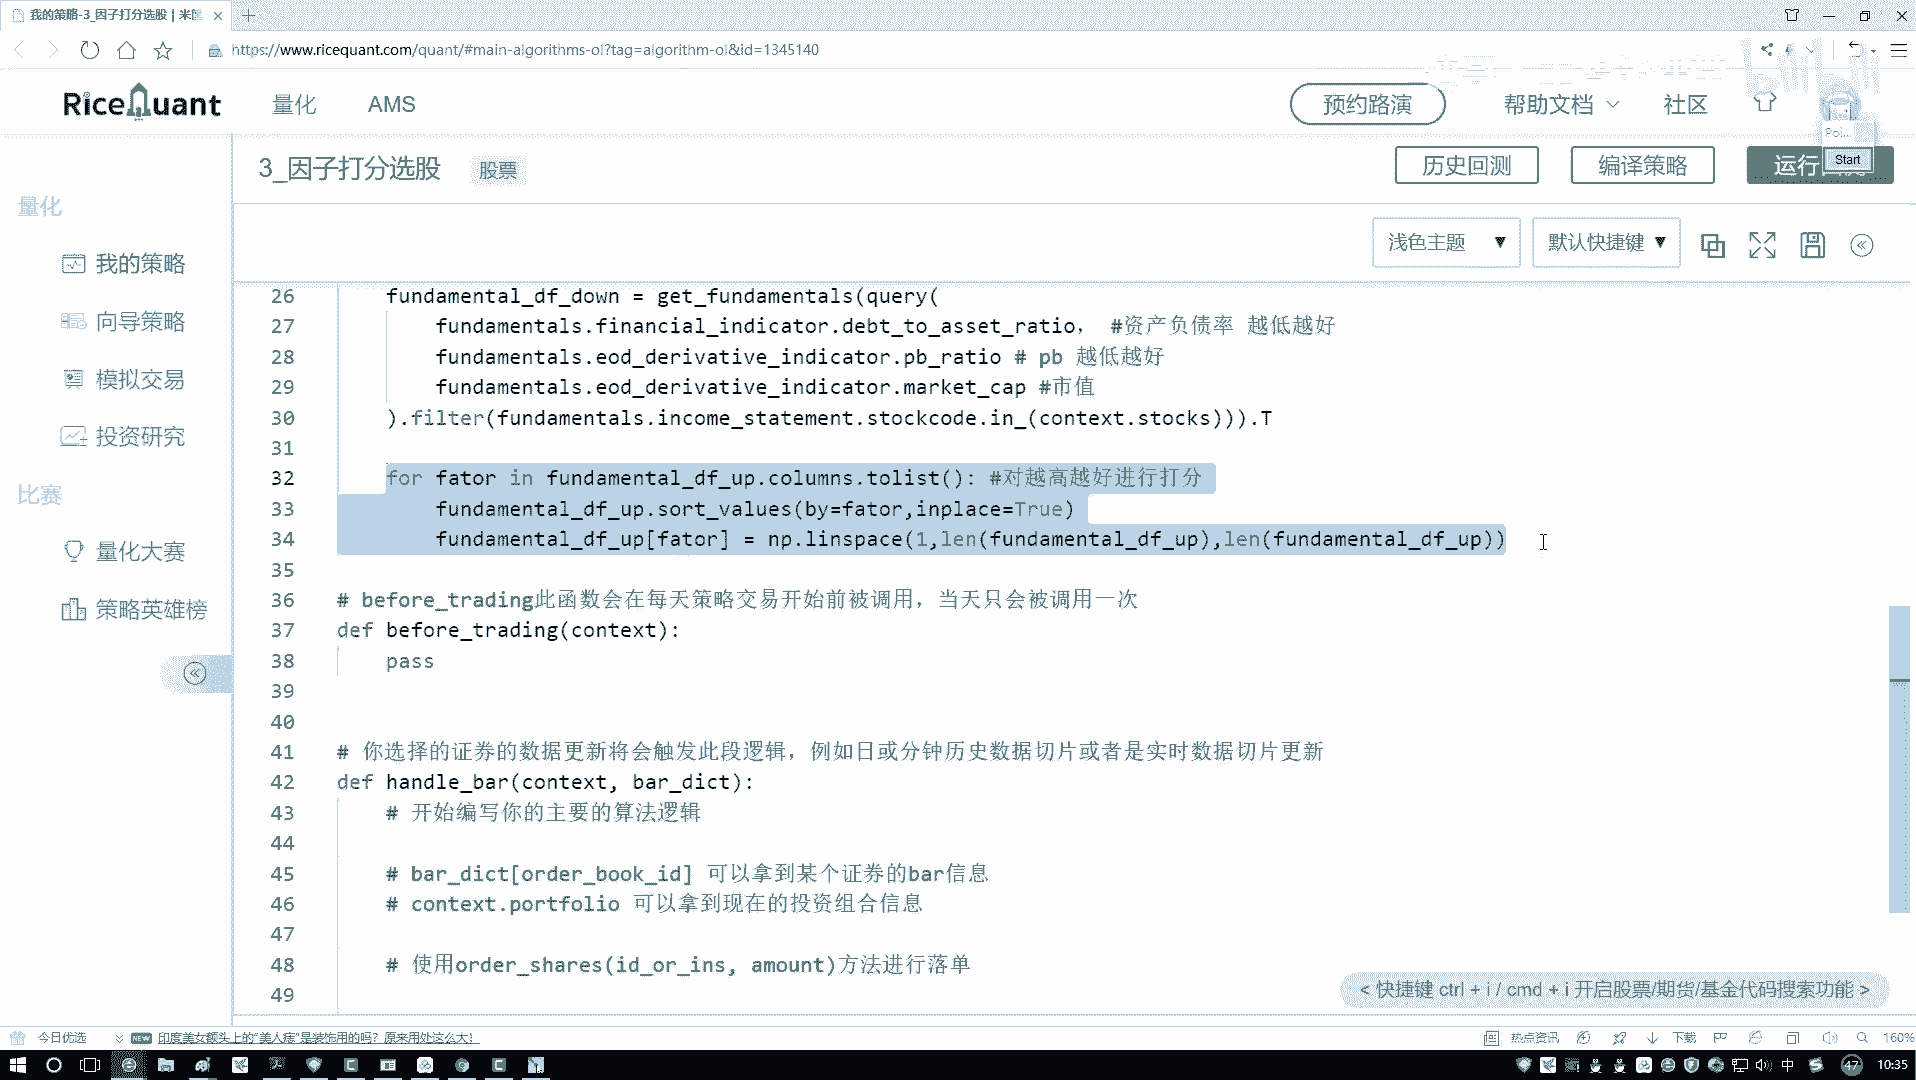 我的策略-3_因子打分选股 | 米
https://www.ricequant.com/quant/#main-algorithms-ol?tag=algorithm-ol&id=1345140
RiceQuant
量化
AMS
预约路演
帮助文档
社区
Poi...
Start
3_因子打分选股
股票
历史回测
编译策略
运行
量化
我的策略
向导策略
模拟交易
投资研究
比赛
量化大赛
策略英雄榜
浅色主题
默认快捷键
26 fundamental_df_down = get_fundamentals(query(
27 fundamentals.financial_indicator.debt_to_asset_ratio, #资产负债率 越低越好
28 fundamentals.eod_derivative_indicator.pb_ratio # pb 越低越好
29 fundamentals.eod_derivative_indicator.market_cap #市值
30 ).filter(fundamentals.income_statement.stockcode.in_(context.stocks))).T
31
32 for fator in fundamental_df_up.columns.tolist(): #对越高越好进行打分
33 fundamental_df_up.sort_values(by=fator,inplace=True)
34 fundamental_df_up[fator] = np.linspace(1,len(fundamental_df_up),len(fundamental_df_up))
35
36 # before_trading此函数会在每天策略交易开始前被调用，当天只会被调用一次
37 def before_trading(context):
38 pass
39
40
41 # 你选择的证券的数据更新将会触发此段逻辑，例如日或分钟历史数据切片或者是实时数据切片更新
42 def handle_bar(context, bar_dict):
43 # 开始编写你的主要的算法逻辑
44
45 # bar_dict[order_book_id] 可以拿到某个证券的bar信息
46 # context.portfolio 可以拿到现在的投资组合信息
47
48 # 使用order_shares(id_or_ins, amount)方法进行落单
49
< 快捷键 ctrl + i / cmd + i 开启股票/期货/基金代码搜索功能 >
今日优选
NEW
印度美女额头上的"美人痣"是装饰用的吗？原来用处这么大！
热点资讯
下载
160%
中
47
10:35